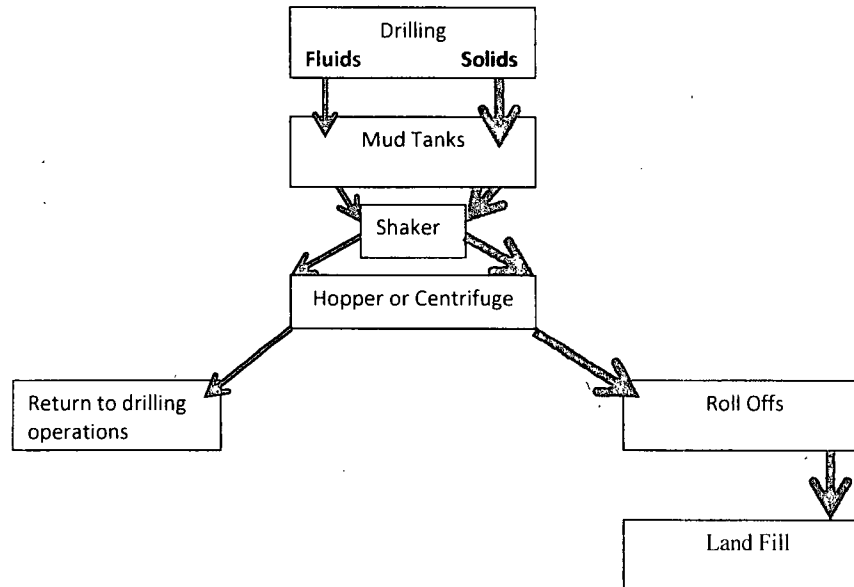 Drilling
Fluids Solids
Mud Tanks
Shaker
Hopper or Centrifuge
Return to drilling
operations
Roll Offs
Land Fill